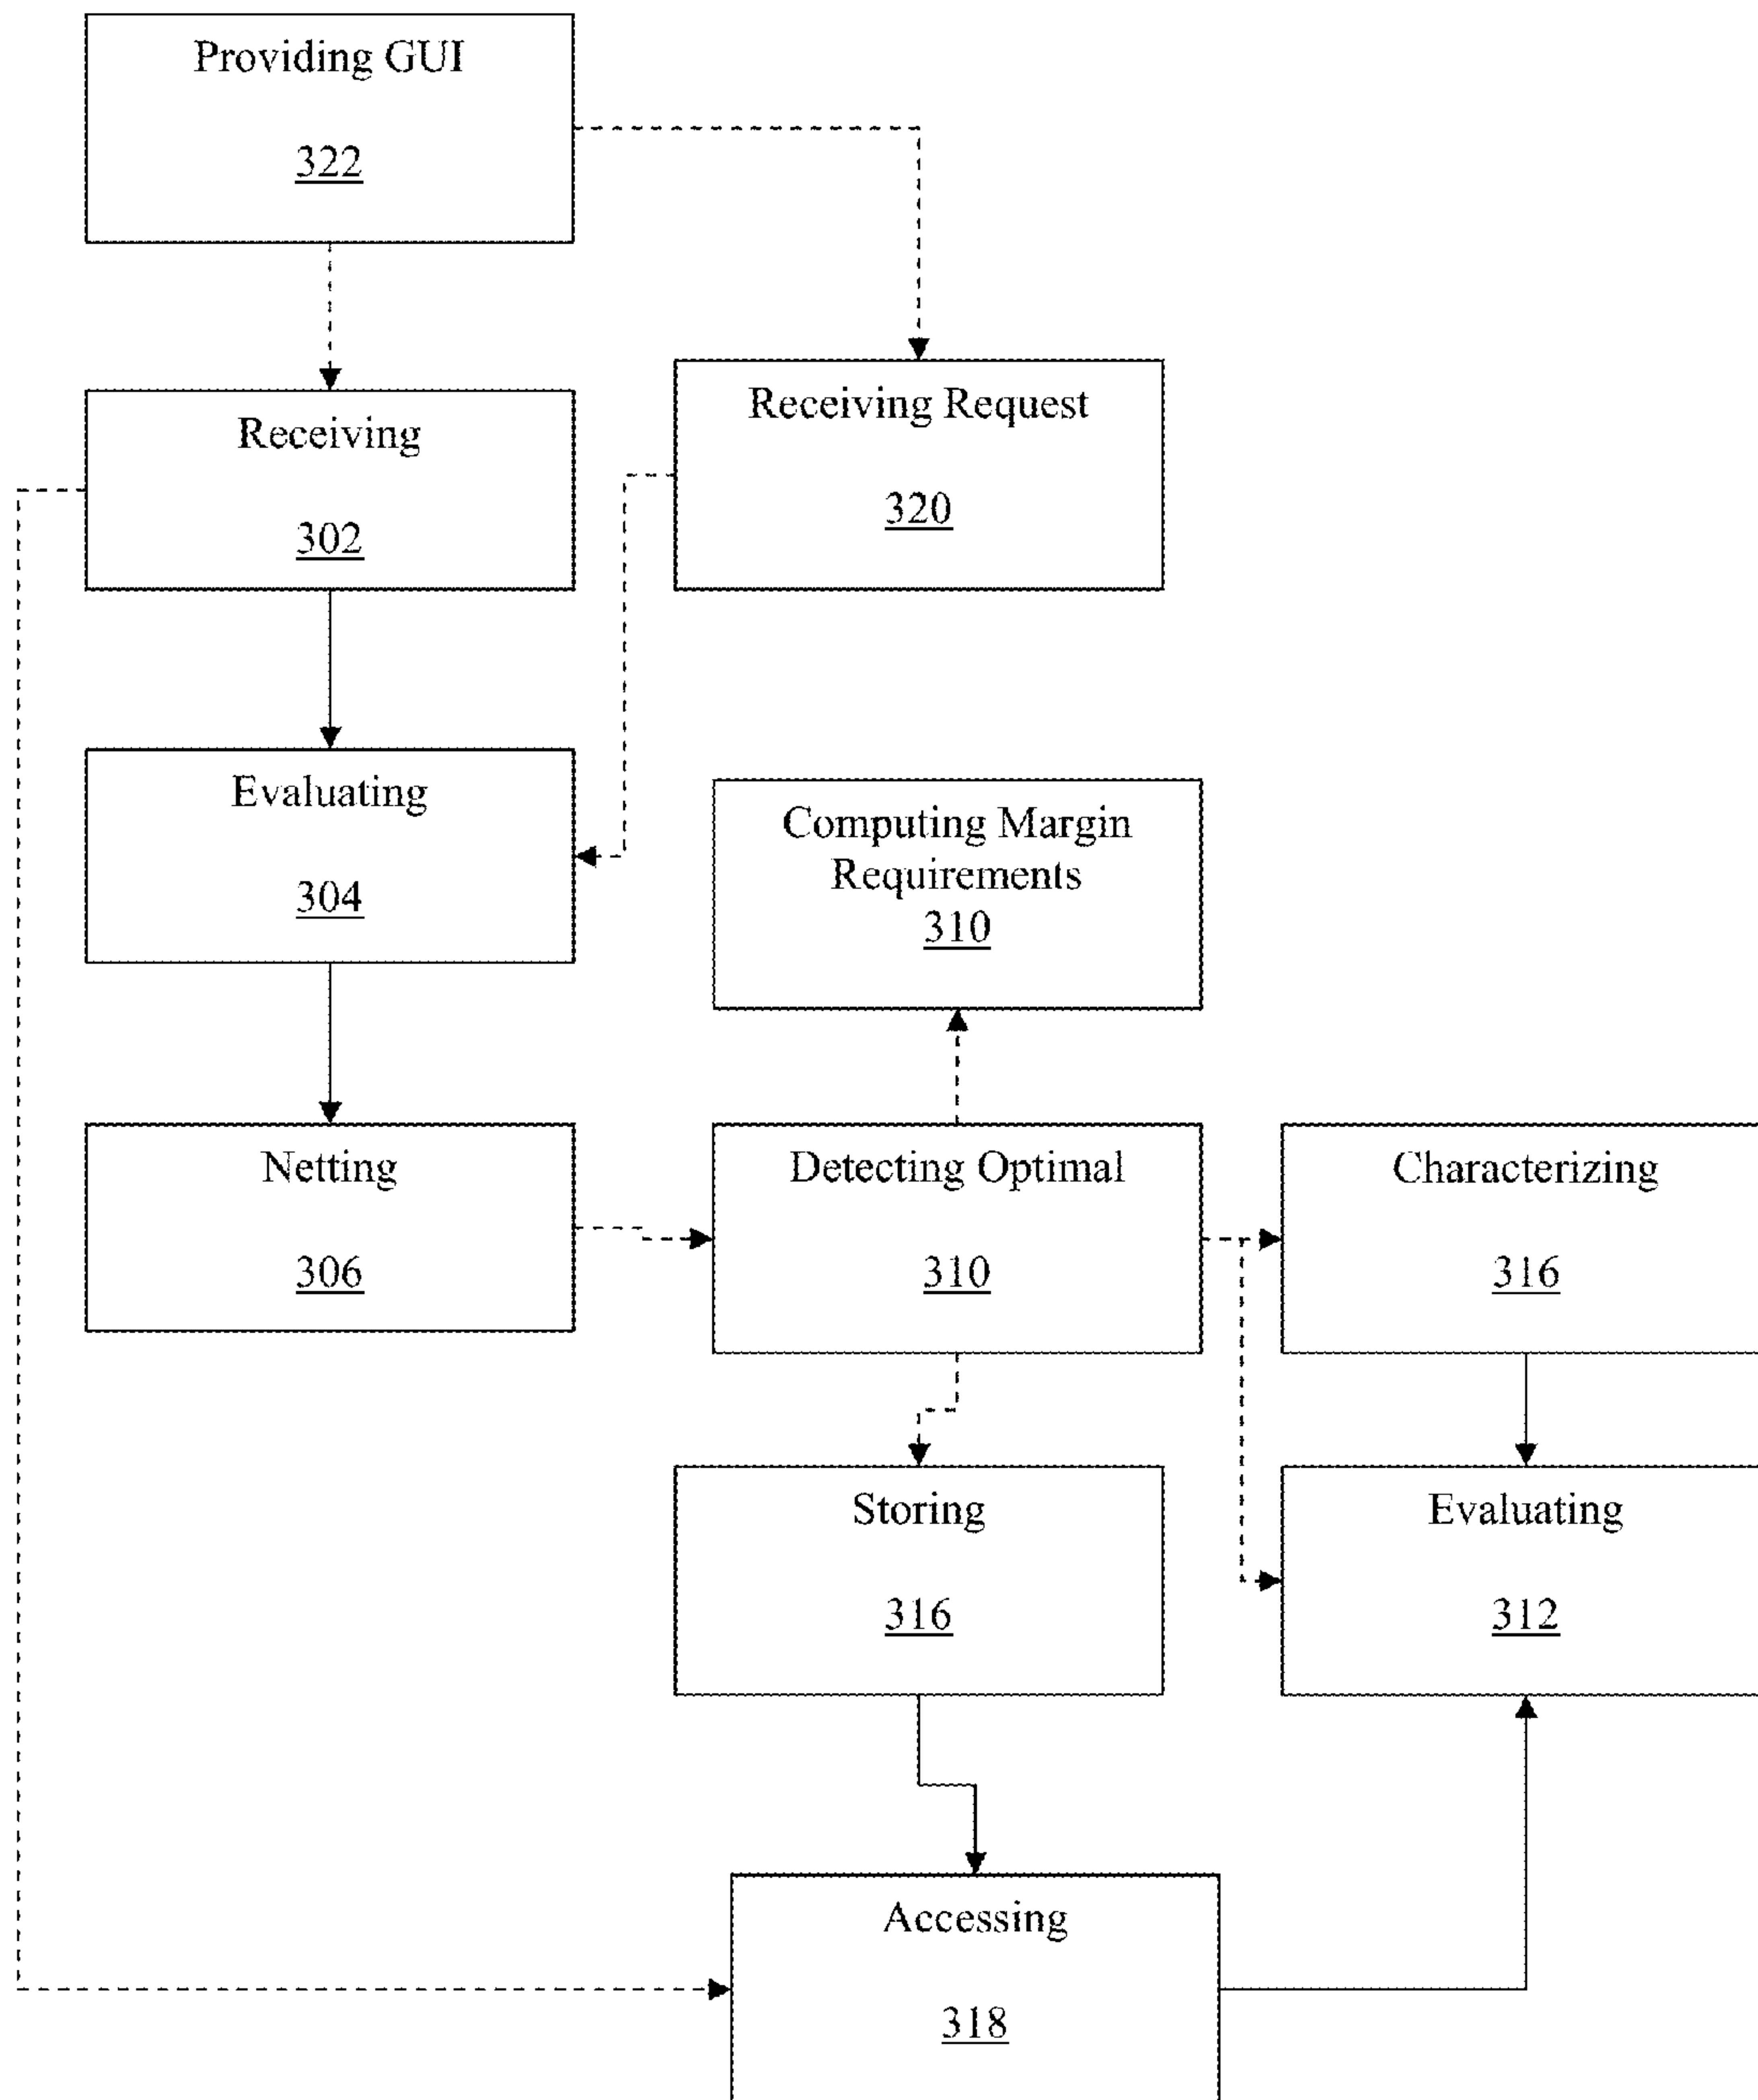 Providing GUI
322
Receiving
302
Receiving Request
320
Evaluating
304
Computing Margin
Requirements
310
Netting
306
Detecting Optimal
310
Characterizing
316
Storing
316
Evaluating
312
Accessing
318